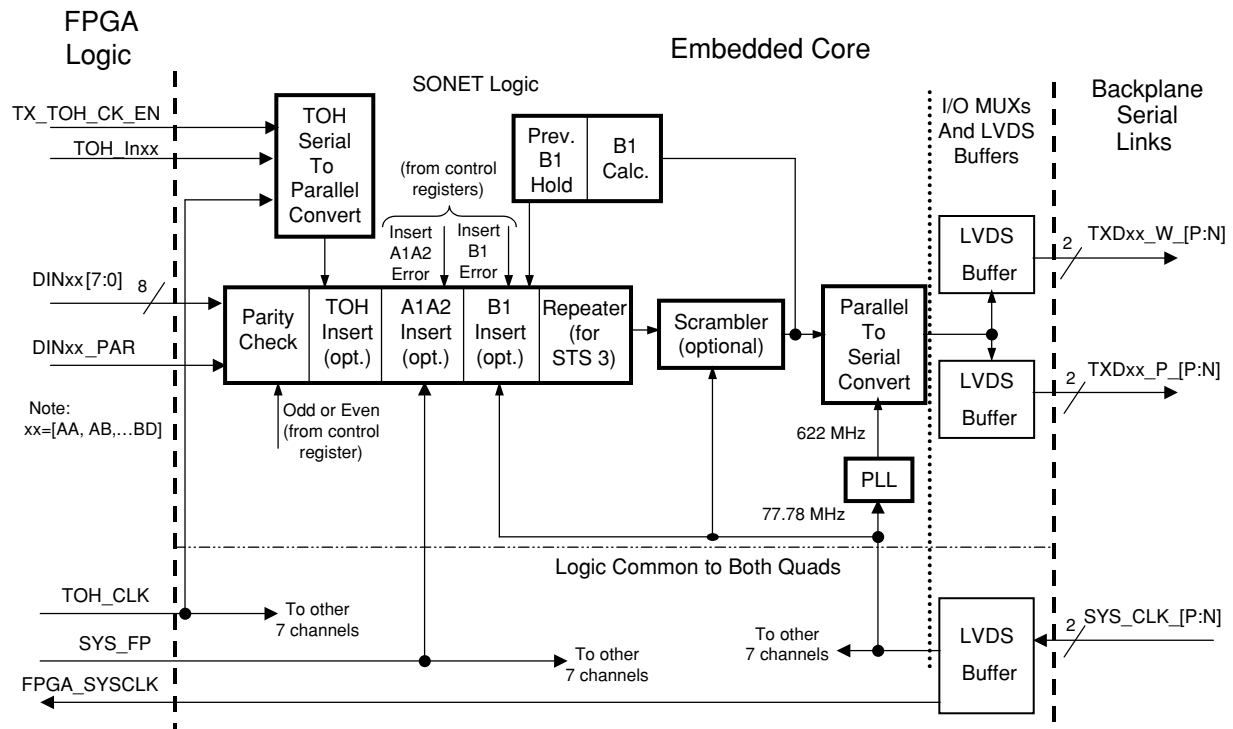 FPGA
Logic
Embedded Core
SONET Logic
I/O MUXs
And LVDS
Buffers
Backplane
Serial
Links
TX_TOH_CK_EN
TOH_Inxx
TOH
Serial
To
Parallel
Convert
(from control
registers)
Insert
A1A2
Error
Insert
B1
Error
Prev.
B1
Hold
B1
Calc.
LVDS
Buffer
2
TXDxx_W_[P:N]
DINxx[7:0]
8
DINxx_PAR
Parity
Check
TOH
Insert
(opt.)
A1A2
Insert
(opt.)
B1
Insert
(opt.)
Repeater
(for
STS 3)
Scrambler
(optional)
Parallel
To
Serial
Convert
LVDS
Buffer
2
TXDxx_P_[P:N]
Note:
xx=[AA, AB,...BD]
Odd or Even
(from control
register)
622 MHz
PLL
77.78 MHz
Logic Common to Both Quads
TOH_CLK
To other
7 channels
SYS_FP
To other
7 channels
To other
7 channels
LVDS
Buffer
2
SYS_CLK_[P:N]
FPGA_SYSCLK